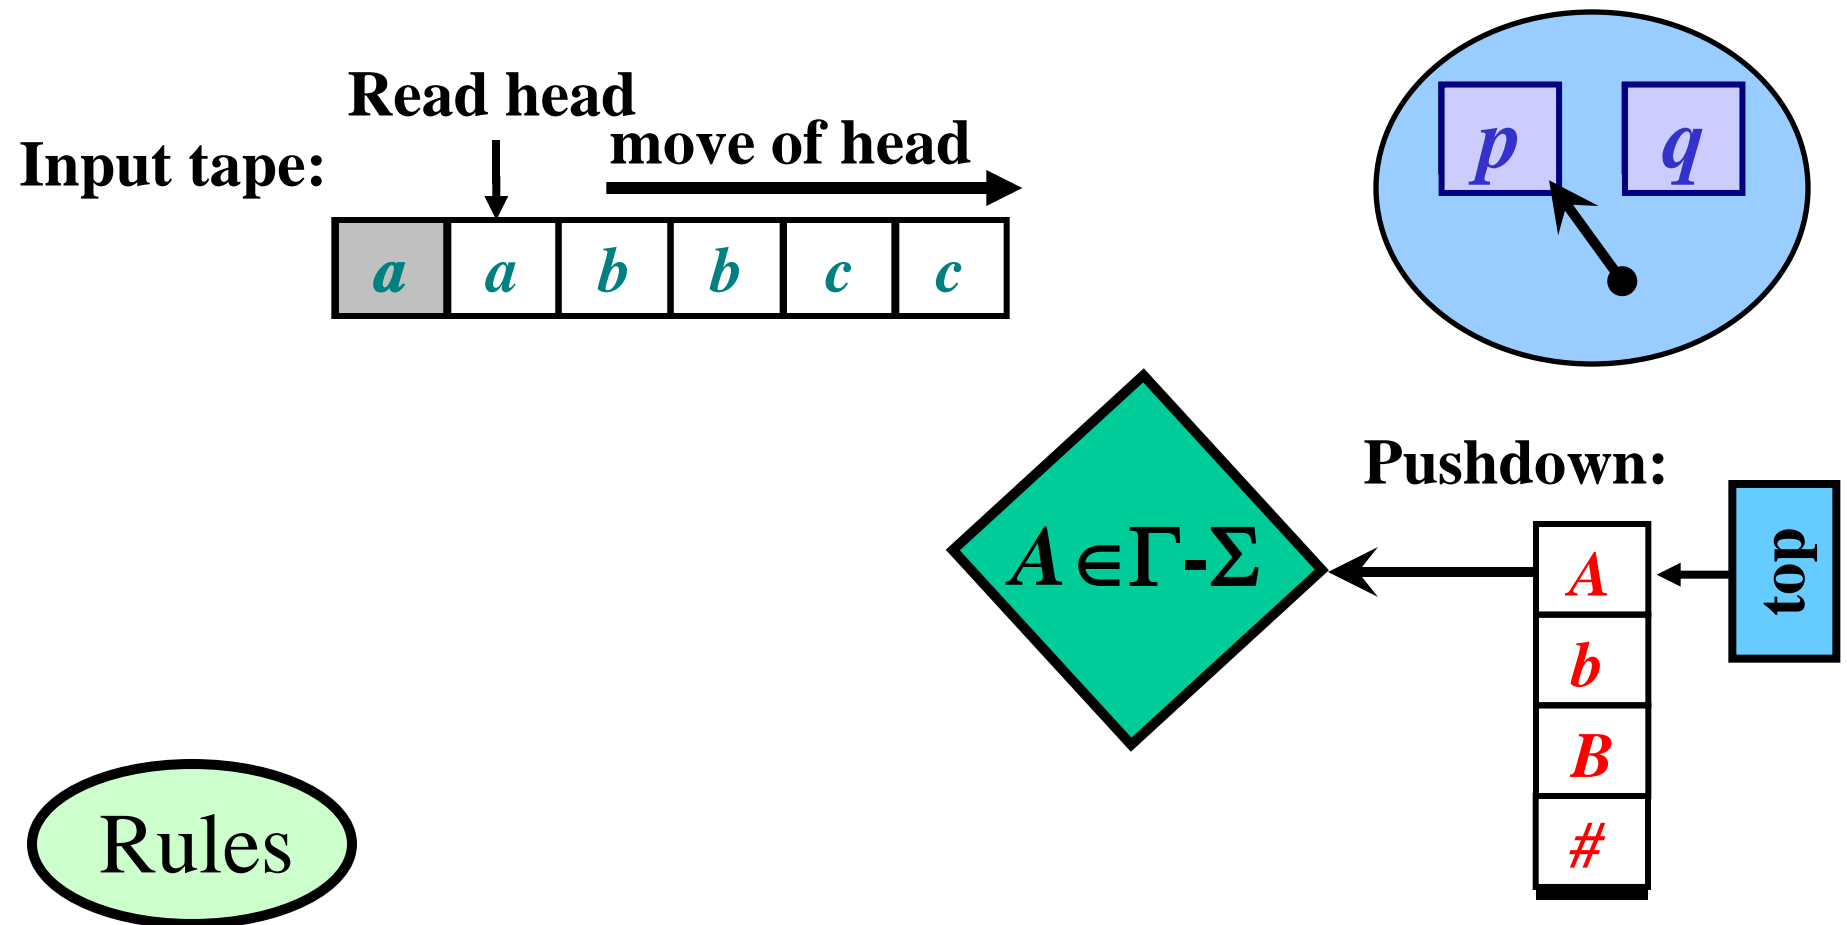 Read head
move of head
Input tape:
a a b b c c
p q
Pushdown:
A∈Γ-Σ
top
A
b
B
#
Rules